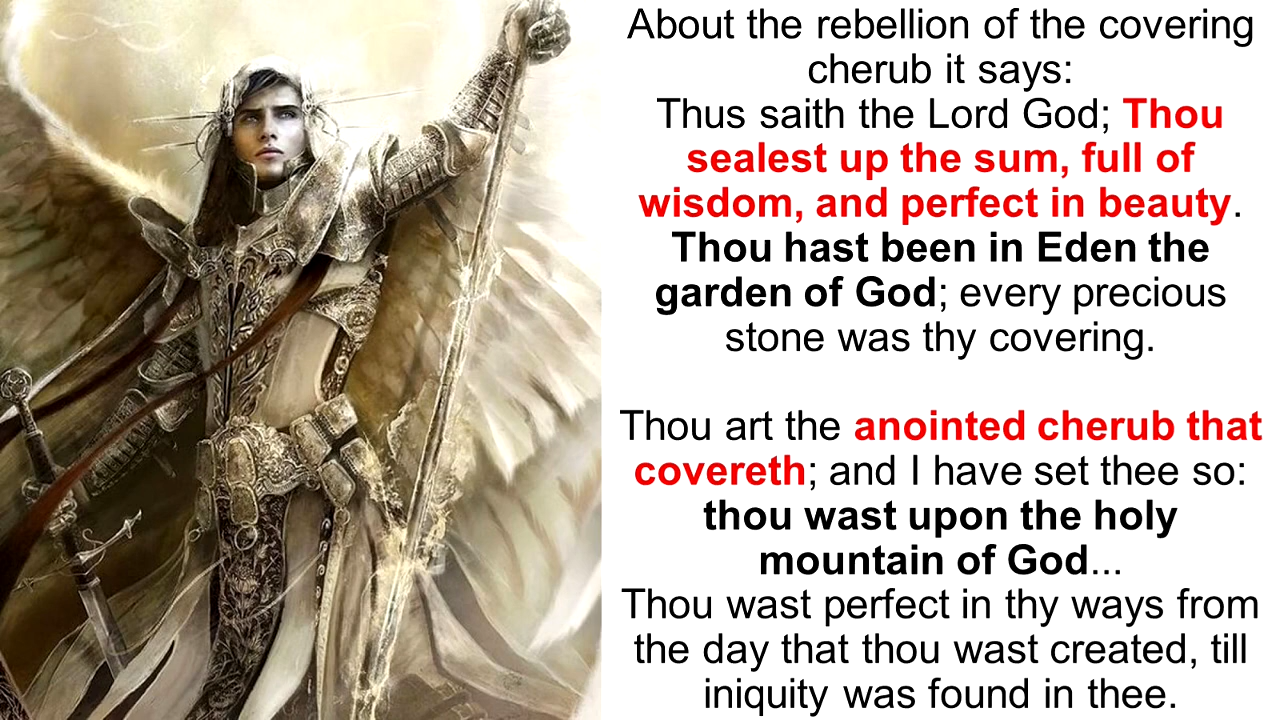 About the rebellion of the covering
cherub it says:
Thus saith the Lord God; Thou
sealest up the sum, full of
wisdom, and perfect in beauty.
Thou hast been in Eden the
garden of God; every precious
stone was thy covering.
Thou art the anointed cherub that
covereth; and I have set thee so:
thou wast upon the holy
mountain of God...
Thou wast perfect in thy ways from
the day that thou wast created, till
iniquity was found in thee.